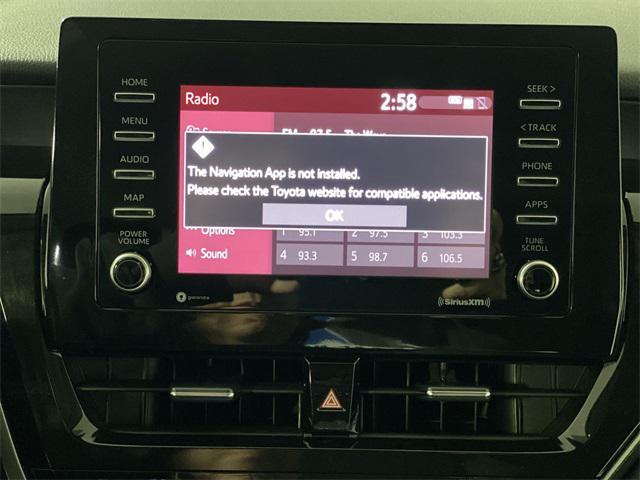 HOME
MENU
AUDIO
MAP
POWER
VOLUME
SEEK >
< TRACK
PHONE
APPS
TUNE
SCROLL
Radio
2:58
The Navigation App is not installed.
Please check the Toyota website for compatible applications.
OK
Options
Sound
1 95.1 2 97.5 3 103.3
4 93.3 5 98.7 6 106.5
gracenote
SiriusXM